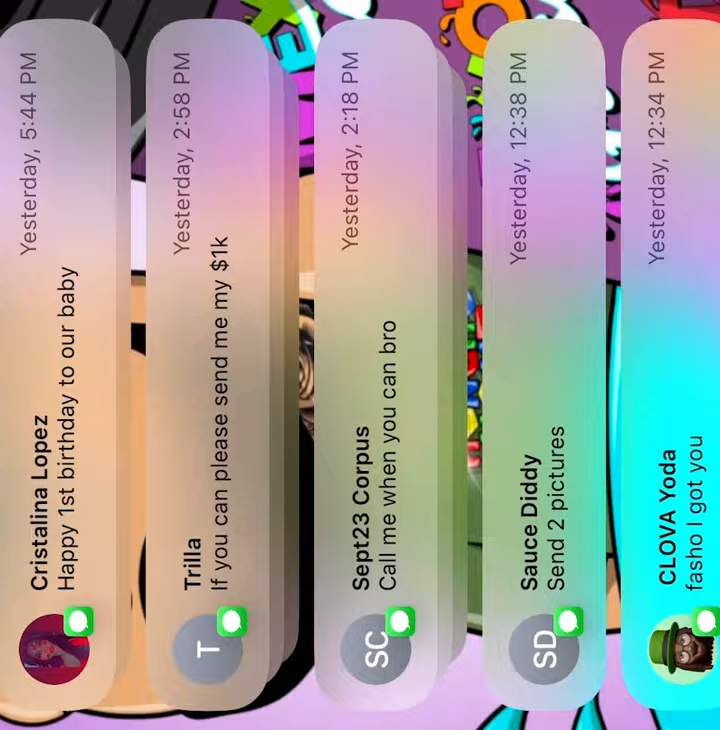 Cristalina Lopez
Yesterday, 5:44 PM
Happy 1st birthday to our baby
T
Trilla
Yesterday, 2:58 PM
If you can please send me my $1k
SC
Sept23 Corpus
Yesterday, 2:18 PM
Call me when you can bro
SD
Sauce Diddy
Yesterday, 12:38 PM
Send 2 pictures
CLOVA Yoda
Yesterday, 12:34 PM
fasho I got you